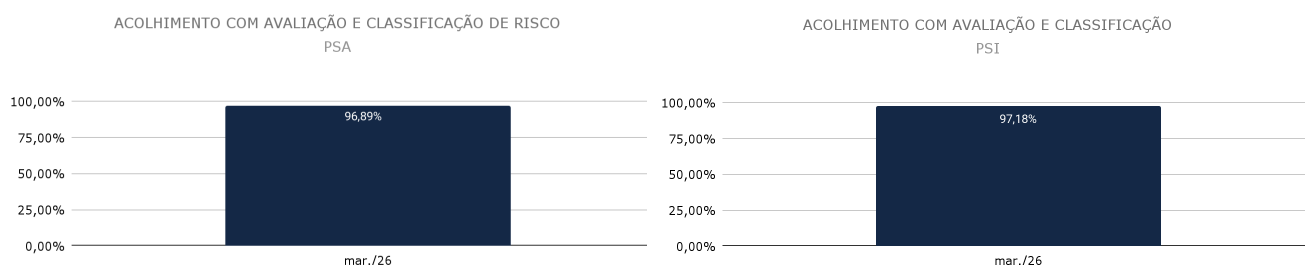 ACOLHIMENTO COM AVALIAÇÃO E CLASSIFICAÇÃO DE RISCO
PSA
100,00%
75,00%
50,00%
25,00%
0,00%
96,89%
mar./26
ACOLHIMENTO COM AVALIAÇÃO E CLASSIFICAÇÃO
PSI
100,00%
75,00%
50,00%
25,00%
0,00%
97,18%
mar./26